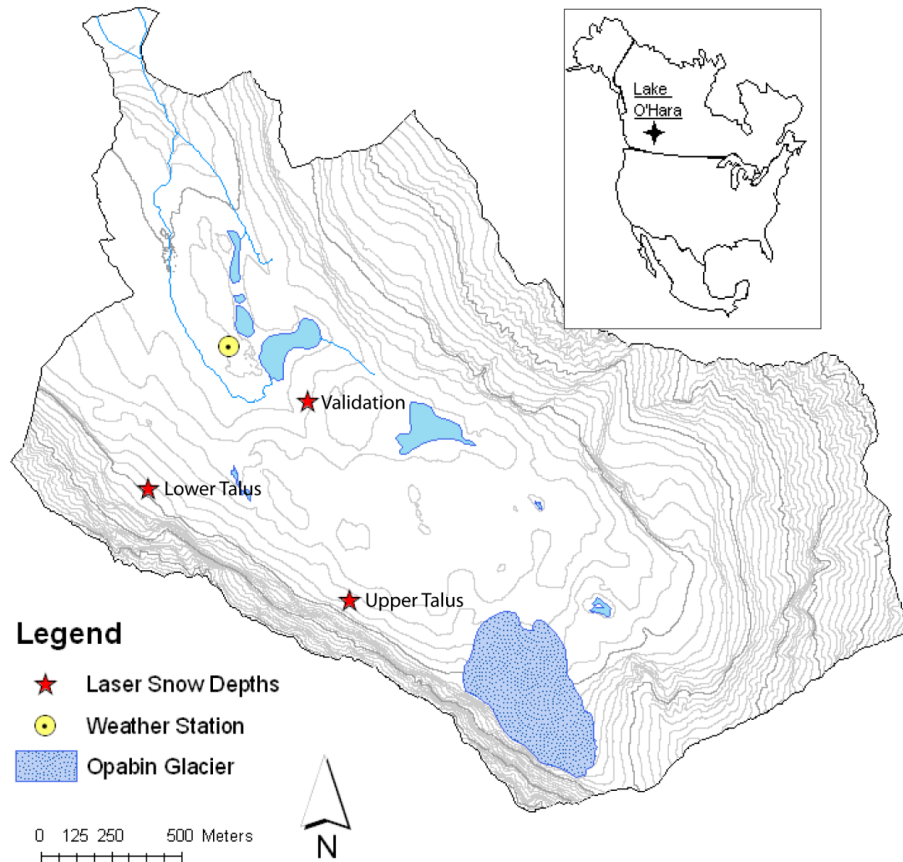 Lake
O'Hara
Validation
Lower Talus
Upper Talus
Legend
Laser Snow Depths
Weather Station
Opabin Glacier
0 125 250 500 Meters
N